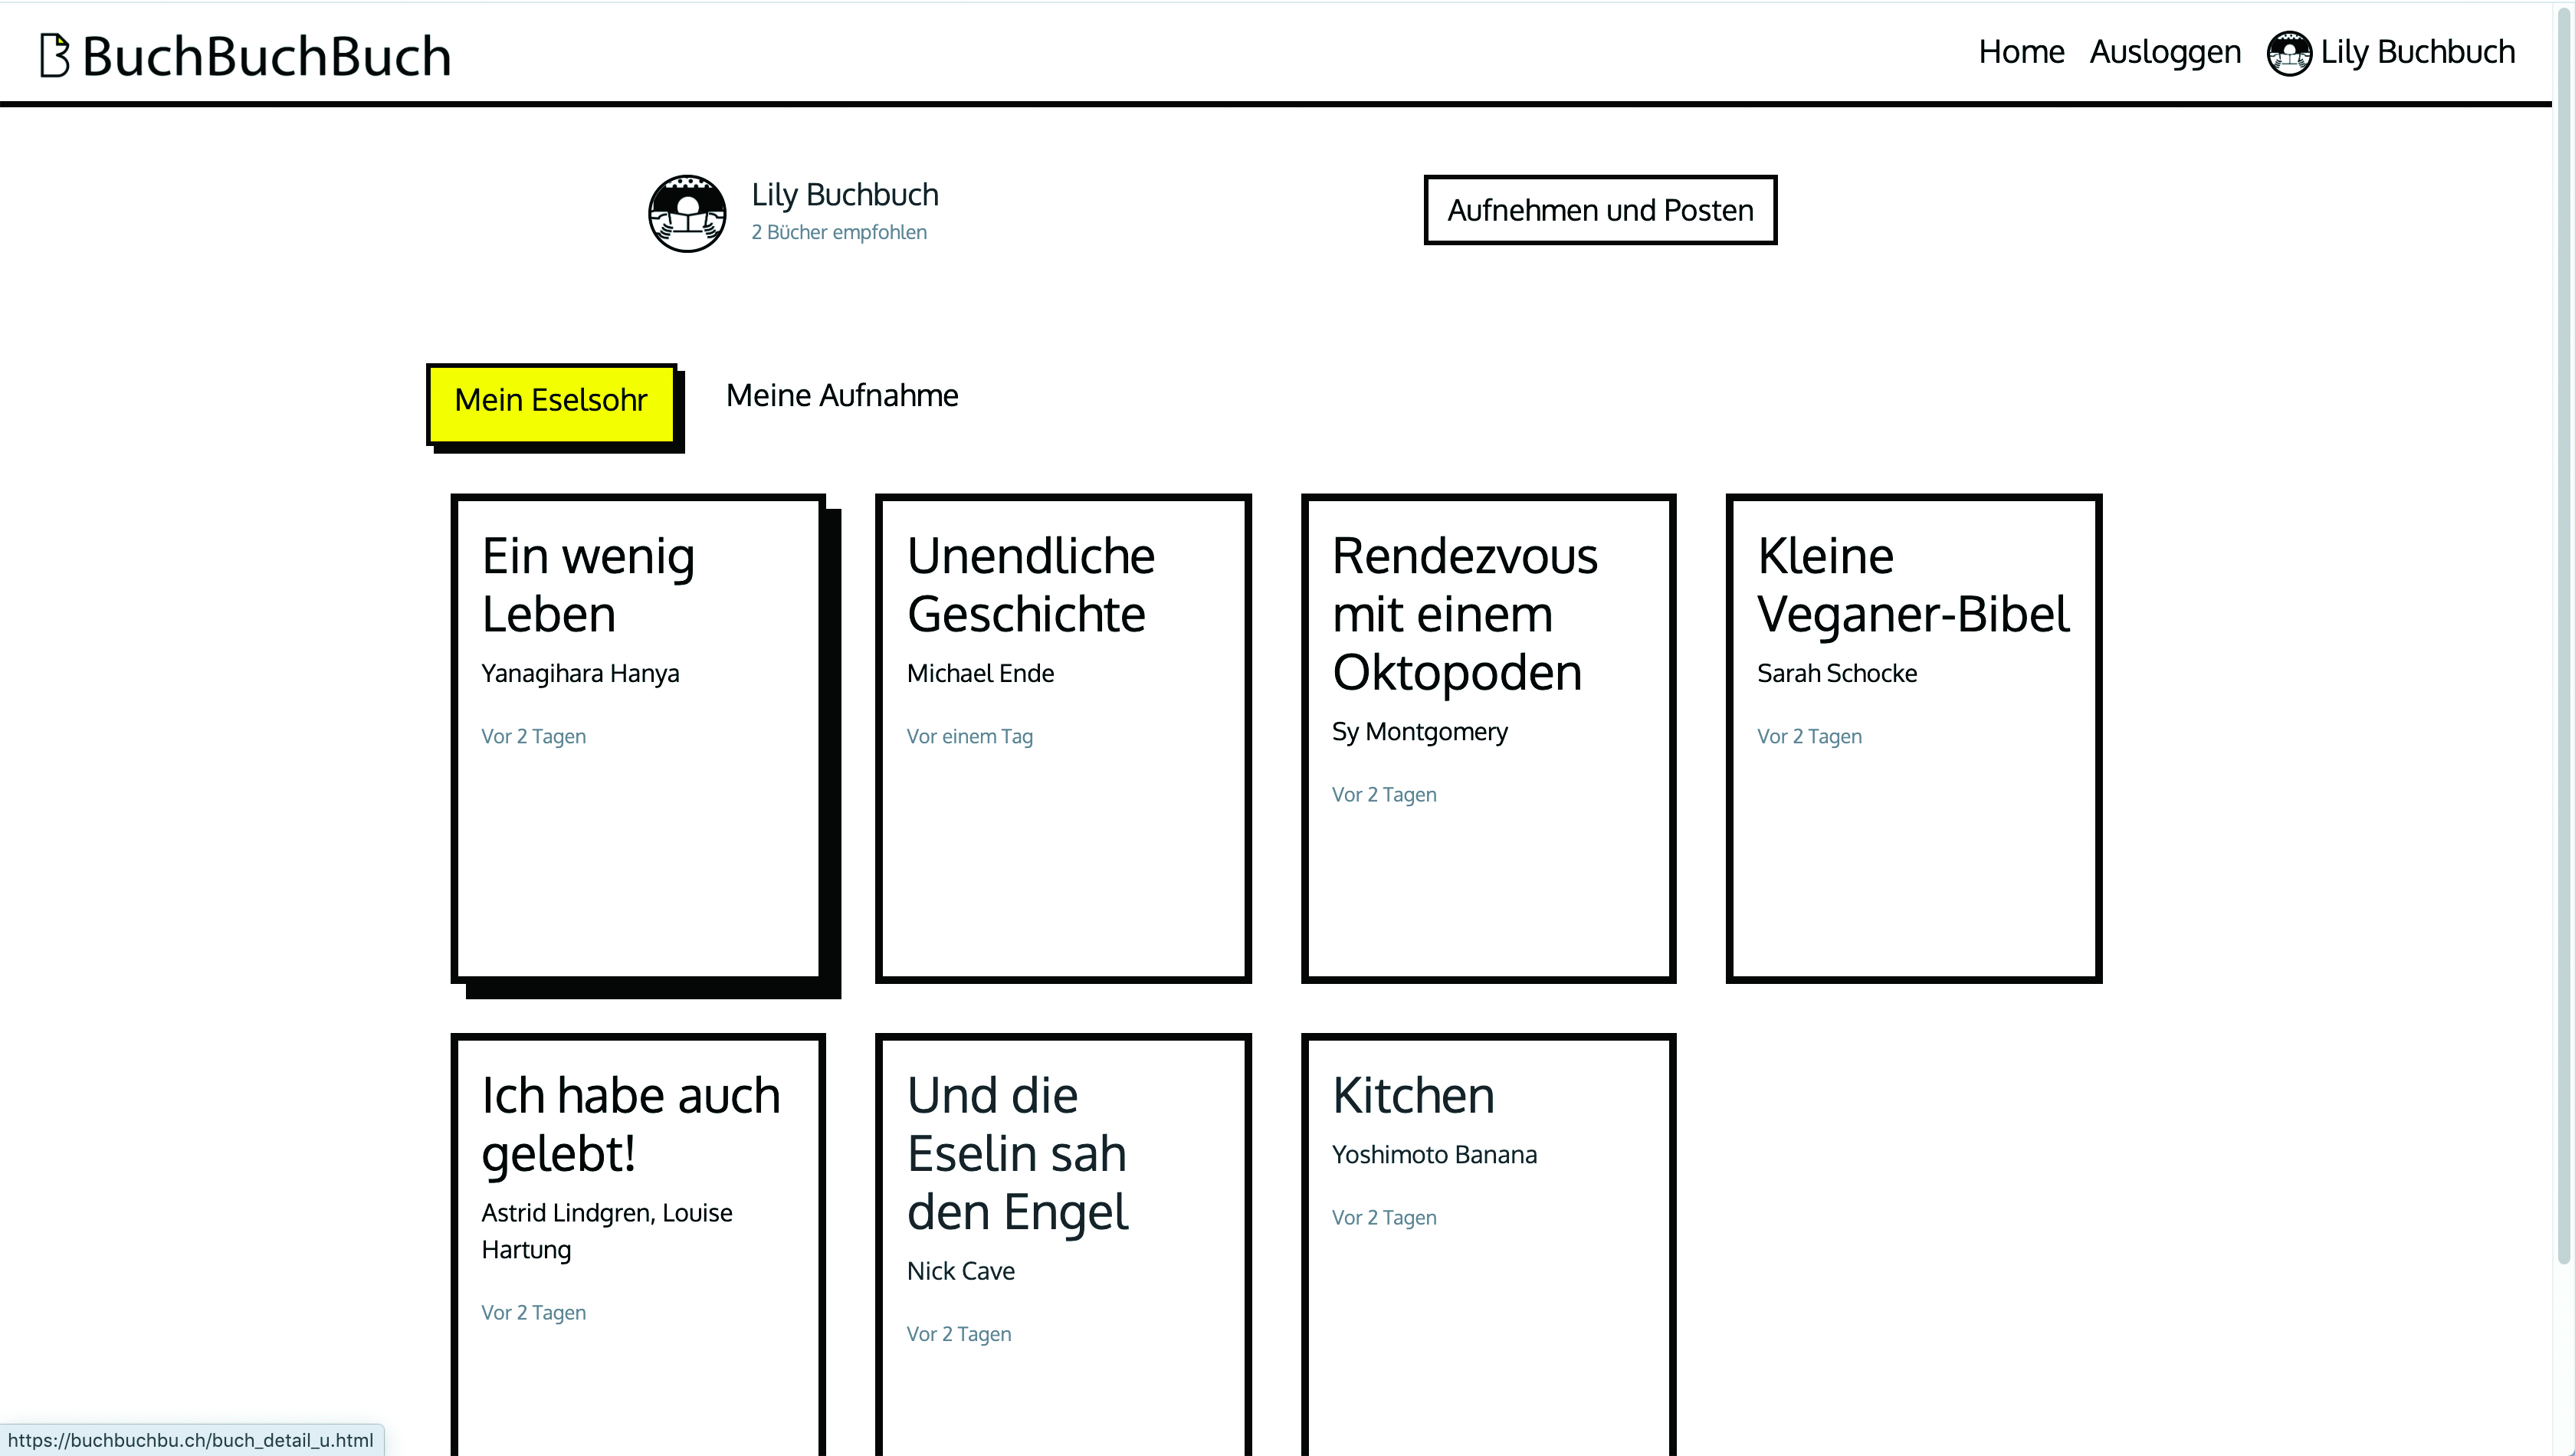 BuchBuchBuch
Home Ausloggen Lily Buchbuch
Lily Buchbuch
2 Bücher empfohlen
Aufnehmen und Posten
Mein Eselsohr
Meine Aufnahme
Ein wenig
Leben
Yanagihara Hanya
Vor 2 Tagen
Unendliche
Geschichte
Michael Ende
Vor einem Tag
Rendezvous
mit einem
Oktopoden
Sy Montgomery
Vor 2 Tagen
Kleine
Veganer-Bibel
Sarah Schocke
Vor 2 Tagen
Ich habe auch
gelebt!
Astrid Lindgren, Louise
Hartung
Vor 2 Tagen
Und die
Eselin sah
den Engel
Nick Cave
Vor 2 Tagen
Kitchen
Yoshimoto Banana
Vor 2 Tagen
https://buchbuchbu.ch/buch_detail_u.html